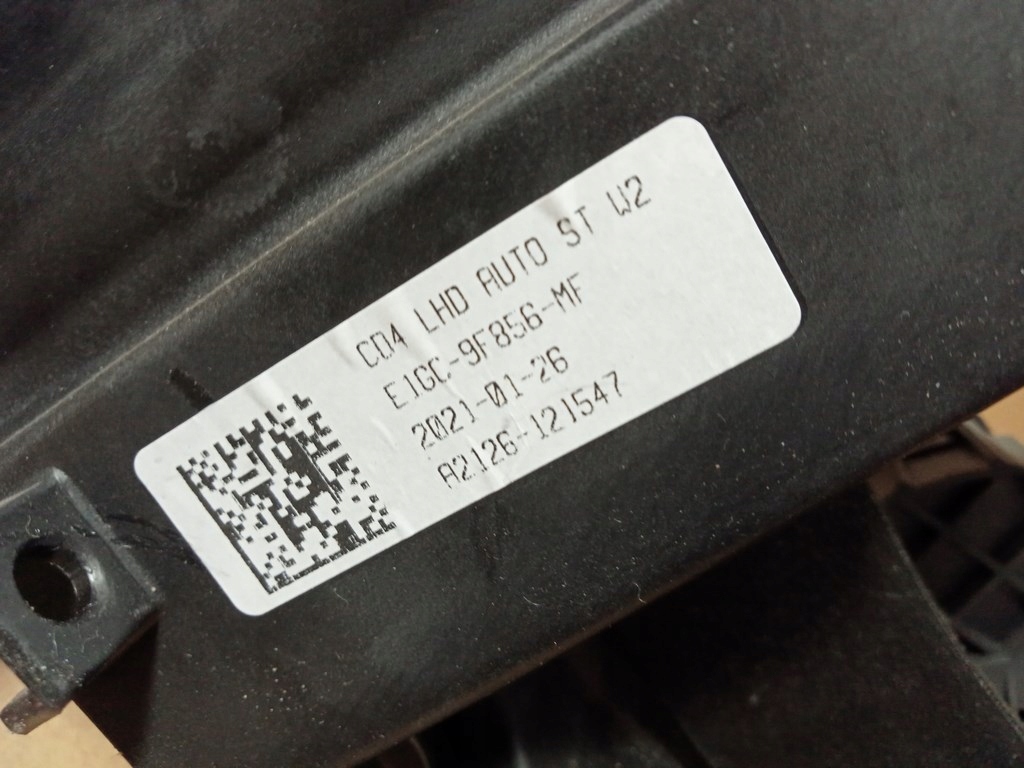 CD4 LHD AUTO ST W2
E1GC-9F856-MF
2021-01-26
A2126-121547